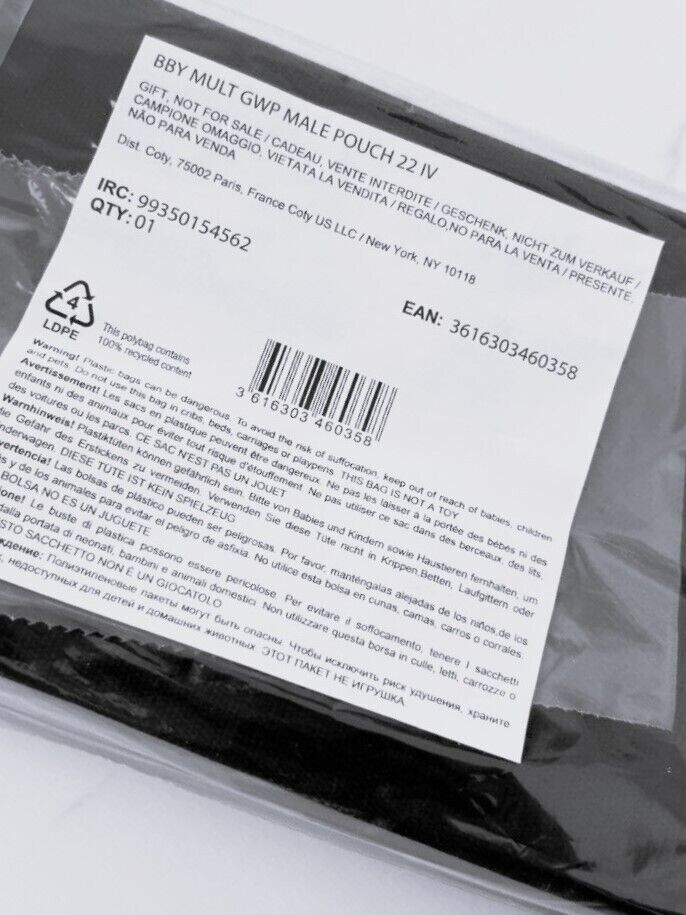 BBY MULT GWP MALE POUCH 22 IV
GIFT, NOT FOR SALE / CADEAU, VENTE INTERDITE / GESCHENK, NICHT ZUM VERKAUF /
CAMPIONE OMAGGIO, VIETATA LA VENDITA / REGALO,NO PARA LA VENTA / PRESENTE,
NÃO PARA VENDA
Dist. Coty, 75002 Paris, France Coty US LLC / New York, NY 10118
IRC: 99350154562
QTY: 01
EAN: 3616303460358
4
LDPE
This polybag contains
100% recycled content
3 616303 460358
Warning! Plastic bags can be dangerous. To avoid the risk of suffocation, keep out of reach of babies, children
and pets. Do not use this bag in cribs, beds, carriages or playpens. THIS BAG IS NOT A TOY
Avertissement! Les sacs en plastique peuvent être dangereux. Ne pas les laisser à la portée des bébés ni des
enfants ni des animaux pour éviter tout risque d'étouffement. Ne pas utiliser ce sac dans des berceaux, des lits,
des voitures ou les parcs. CE SAC N'EST PAS UN JOUET
Warnhinweis! Plastiktüten können gefährlich sein. Bitte von Babies und Kindern sowie Haustieren fernhalten, um
die Gefahr des Erstickens zu vermeiden. Verwenden Sie diese Tüte nicht in Krippen,Betten, Laufgittern oder
nderwagen. DIESE TÜTE IST KEIN SPIELZEUG
vertencia! Las bolsas de plástico pueden ser peligrosas. Por favor, manténgalas alejadas de los niños,de los
s y de los animales para evitar el peligro de asfixia. No utilice esta bolsa en cunas, camas, carros o corrales.
BOLSA NO ES UN JUGUETE
one! Le buste di plastica possono essere pericolose. Per evitare il soffocamento, tenere i sacchetti
dalla portata di neonati, bambini e animali domestici. Non utilizzare questa borsa in culle, letti, carrozze o
STO SACCHETTO NON È UN GIOCATOLO
ждение: Полиэтиленовые пакеты могут быть опасны. Чтобы исключить риск удушения, храните
, недоступных для детей и домашних животных. ЭТОТ ПАКЕТ НЕ ИГРУШКА